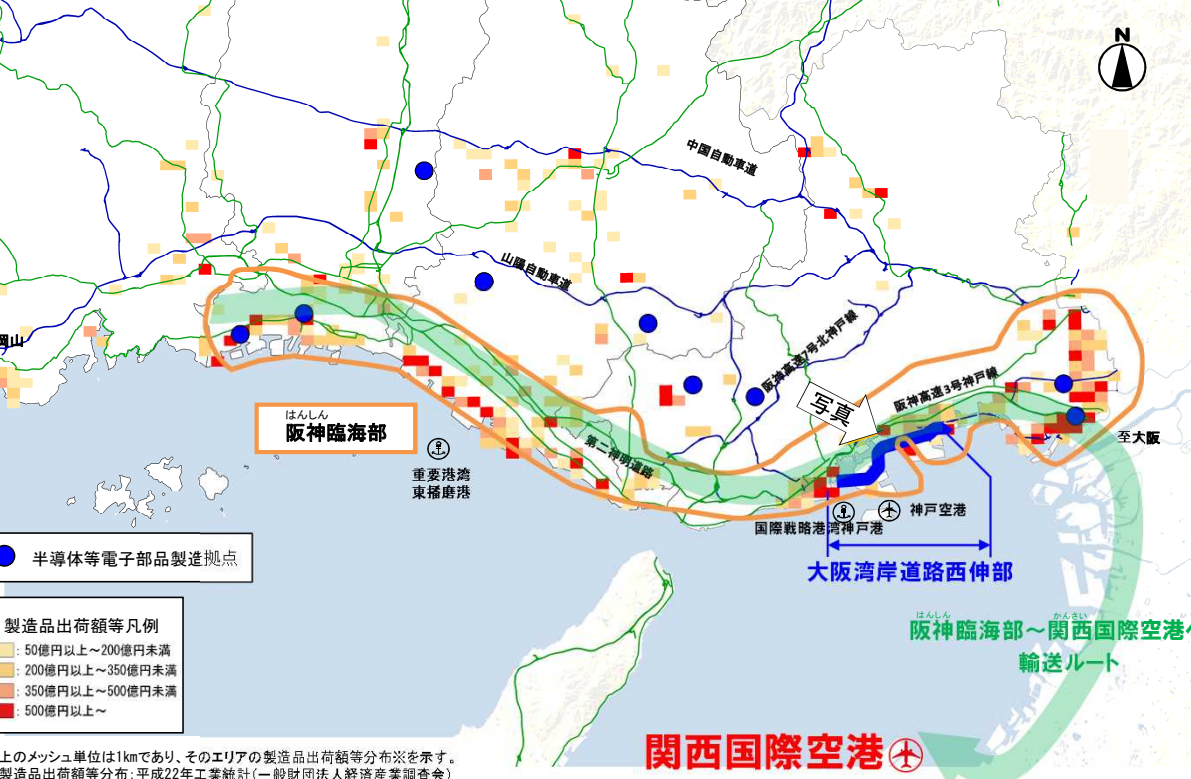 N
中国自動車道
山陽自動車道
岡山
阪神高速7号北神戸線
阪神高速3号神戸線
写真
はんしん
阪神臨海部
至大阪
第二神明道路
重要港湾
東播磨港
神戸空港
国際戦略港湾神戸港
大阪湾岸道路西伸部
半導体等電子部品製造拠点
はんしん かんさい
阪神臨海部~関西国際空港へ
輸送ルート
製造品出荷額等凡例
:50億円以上~200億円未満
:200億円以上~350億円未満
:350億円以上~500億円未満
:500億円以上~
関西国際空港
上のメッシュ単位は1kmであり、そのエリアの製造品出荷額等分布※を示す。
製造品出荷額等分布:平成22年工業統計(一般財団法人経済産業調査会)